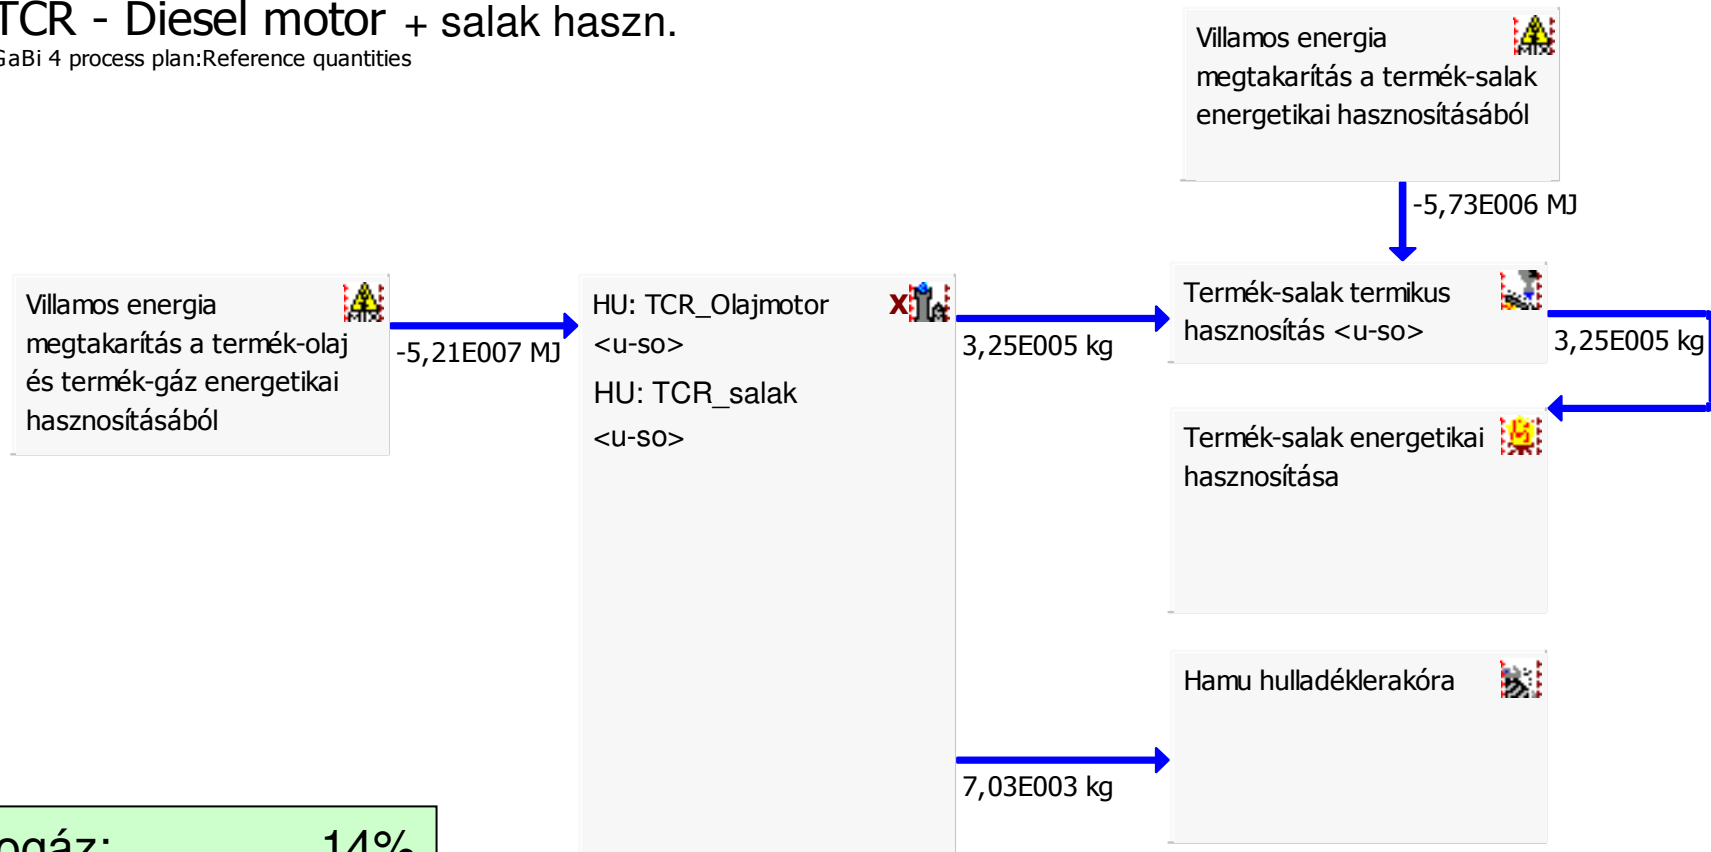 TCR - Diesel motor + salak haszn.
GaBi 4 process plan:Reference quantities
Villamos energia
megtakarítás a termék-salak
energetikai hasznosításából
-5,73E006 MJ
Villamos energia
megtakarítás a termék-olaj
és termék-gáz energetikai
hasznosításából
-5,21E007 MJ
HU: TCR_Olajmotor
<u-so>
HU: TCR_salak
<u-so>
X
3,25E005 kg
Termék-salak termikus
hasznosítás <u-so>
3,25E005 kg
Termék-salak energetikai
hasznosítása
Hamu hulladéklerakóra
7,03E003 kg
14%